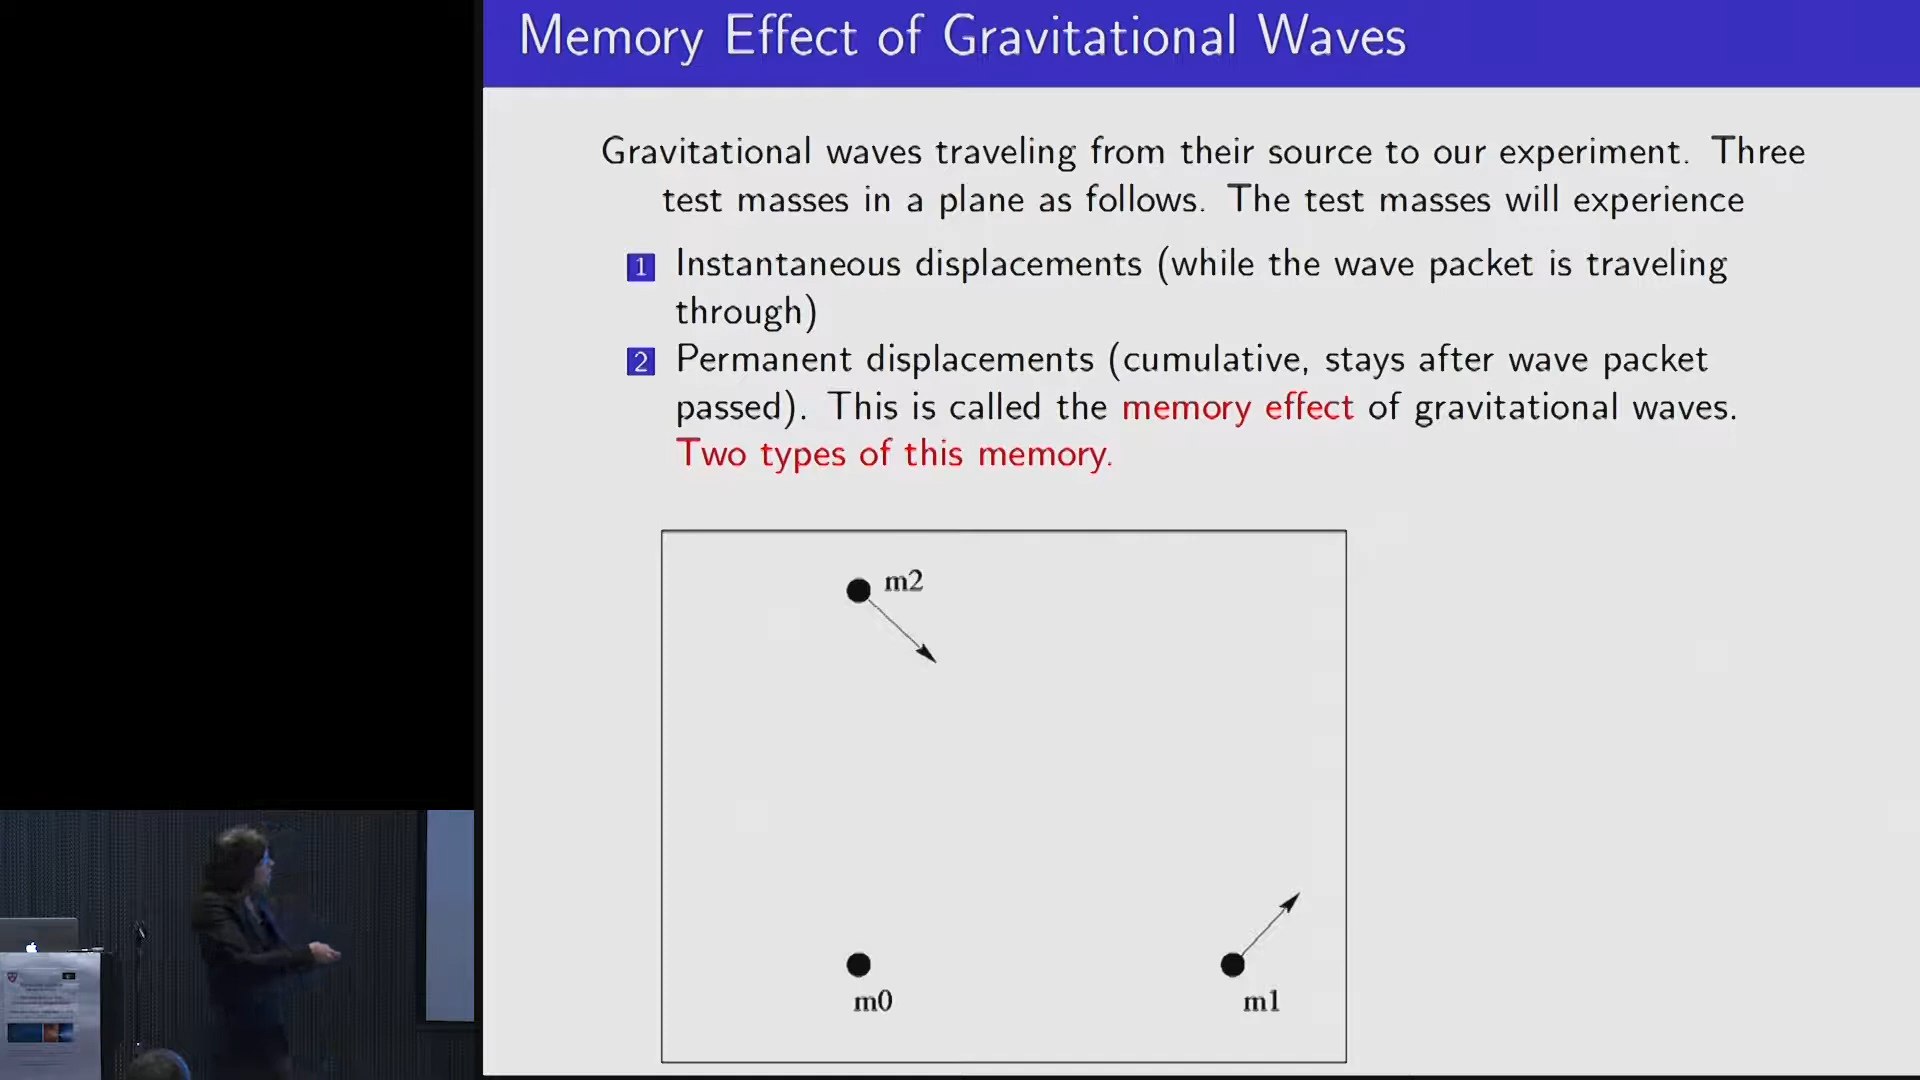 Memory Effect of Gravitational Waves
Gravitational waves traveling from their source to our experiment. Three
test masses in a plane as follows. The test masses will experience
1 Instantaneous displacements (while the wave packet is traveling
through)
2 Permanent displacements (cumulative, stays after wave packet
passed). This is called the memory effect of gravitational waves.
Two types of this memory.
m2
m0
m1